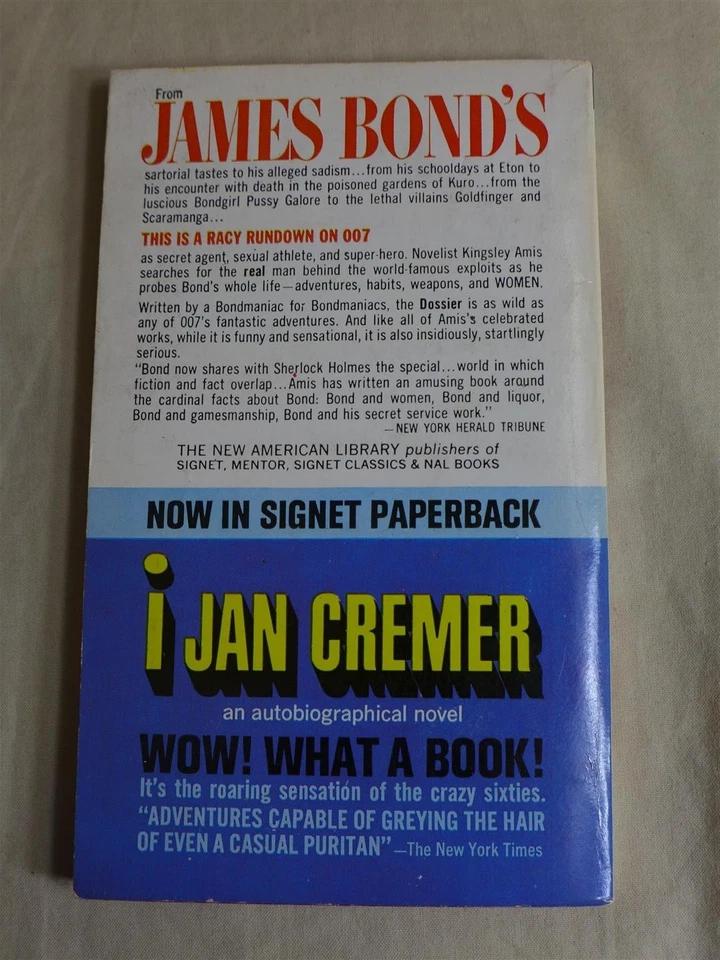 From
JAMES BOND'S
sartorial tastes to his alleged sadism...from his schooldays at Eton to
his encounter with death in the poisoned gardens of Kuro...from the
luscious Bondgirl Pussy Galore to the lethal villains Goldfinger and
Scaramanga...
THIS IS A RACY RUNDOWN ON 007
as secret agent, sexual athlete, and super-hero. Novelist Kingsley Amis
searches for the real man behind the world-famous exploits as he
probes Bond's whole life—adventures, habits, weapons, and WOMEN.
Written by a Bondmaniac for Bondmaniacs, the Dossier is as wild as
any of 007's fantastic adventures. And like all of Amis's celebrated
works, while it is funny and sensational, it is also insidiously, startlingly
serious.
"Bond now shares with Sherlock Holmes the special...world in which
fiction and fact overlap...Amis has written an amusing book around
the cardinal facts about Bond: Bond and women, Bond and liquor,
Bond and gamesmanship, Bond and his secret service work."
—NEW YORK HERALD TRIBUNE
THE NEW AMERICAN LIBRARY publishers of
SIGNET, MENTOR, SIGNET CLASSICS & NAL BOOKS
NOW IN SIGNET PAPERBACK
i JAN CREMER
an autobiographical novel
WOW! WHAT A BOOK!
It's the roaring sensation of the crazy sixties.
"ADVENTURES CAPABLE OF GREYING THE HAIR
OF EVEN A CASUAL PURITAN"—The New York Times